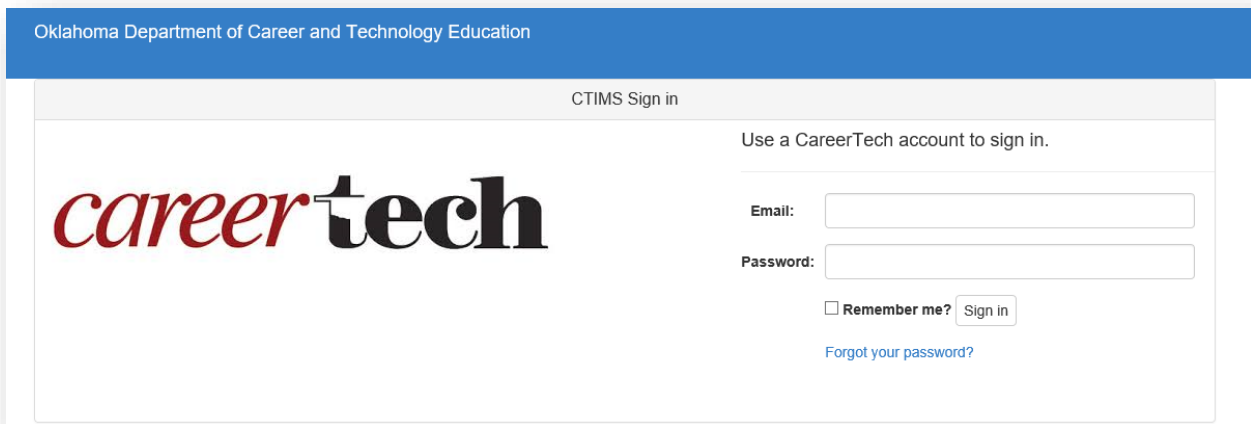 Oklahoma Department of Career and Technology Education
CTIMS Sign in
careertech
Use a CareerTech account to sign in.
Email:
Password:
Remember me? Sign in
Forgot your password?